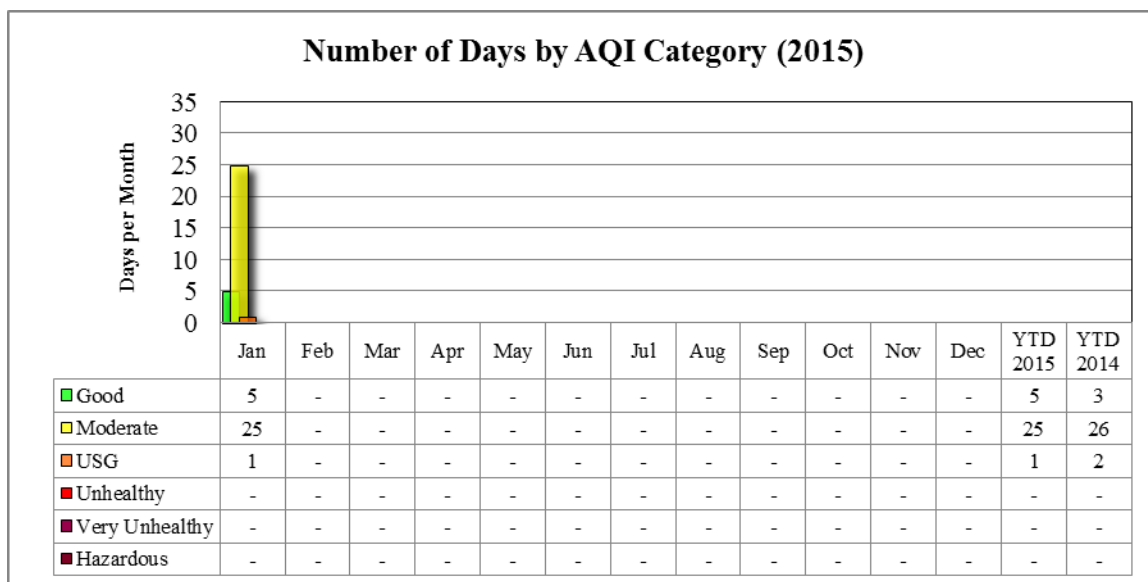 Number of Days by AQI Category (2015)
Days per Month
35
30
25
20
15
10
5
0
Jan Feb Mar Apr May Jun Jul Aug Sep Oct Nov Dec YTD 2015 YTD 2014
Good 5 - - - - - - - - - - - 5 3
Moderate 25 - - - - - - - - - - - 25 26
USG 1 - - - - - - - - - - - 1 2
Unhealthy - - - - - - - - - - - - - -
Very Unhealthy - - - - - - - - - - - - - -
Hazardous - - - - - - - - - - - - - -